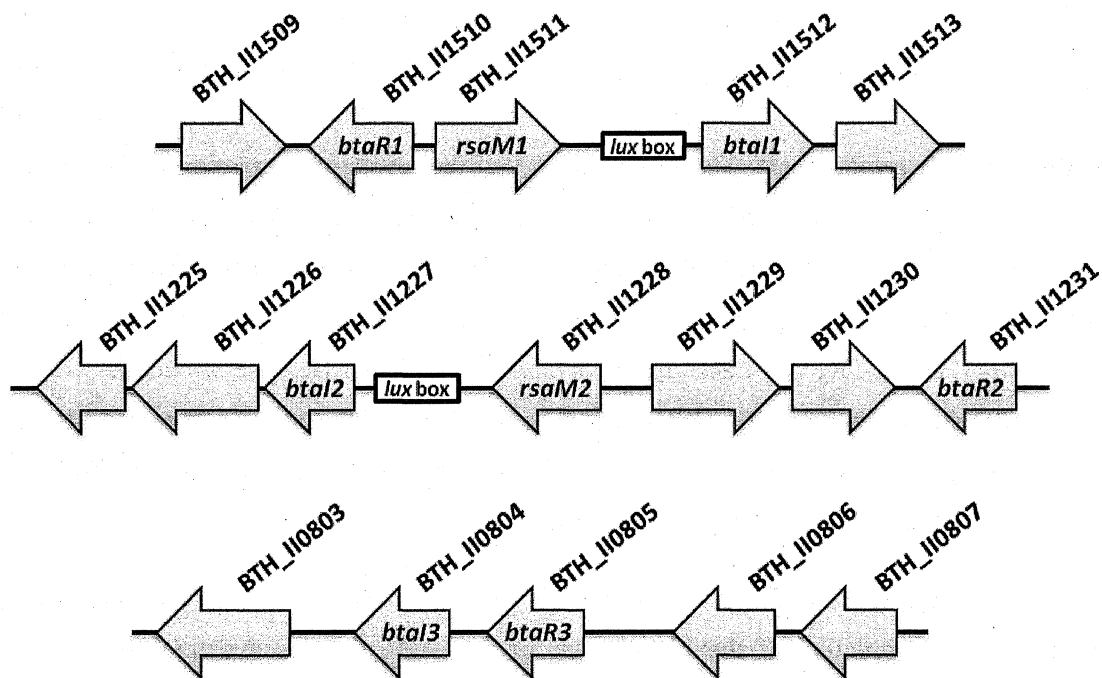 BTH_II1509 BTH_II1510 BTH_II1511 BTH_II1512 BTH_II1513
btaR1 rsaM1 lux box btaI1
BTH_II1225 BTH_II1226 BTH_II1227 BTH_II1228 BTH_II1229 BTH_II1230 BTH_II1231
btaI2 lux box rsaM2 btaR2
BTH_II0803 BTH_II0804 BTH_II0805 BTH_II0806 BTH_II0807
btaI3 btaR3